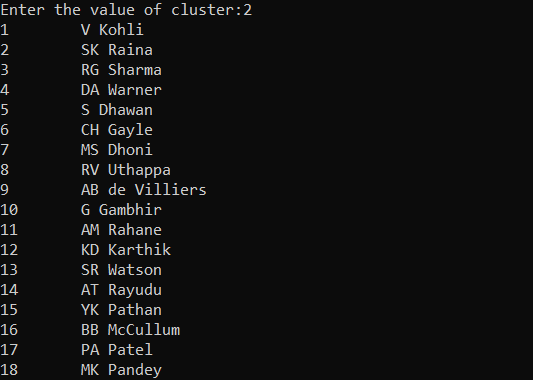 Enter the value of cluster:2
1 V Kohli
2 SK Raina
3 RG Sharma
4 DA Warner
5 S Dhawan
6 CH Gayle
7 MS Dhoni
8 RV Uthappa
9 AB de Villiers
10 G Gambhir
11 AM Rahane
12 KD Karthik
13 SR Watson
14 AT Rayudu
15 YK Pathan
16 BB McCullum
17 PA Patel
18 MK Pandey